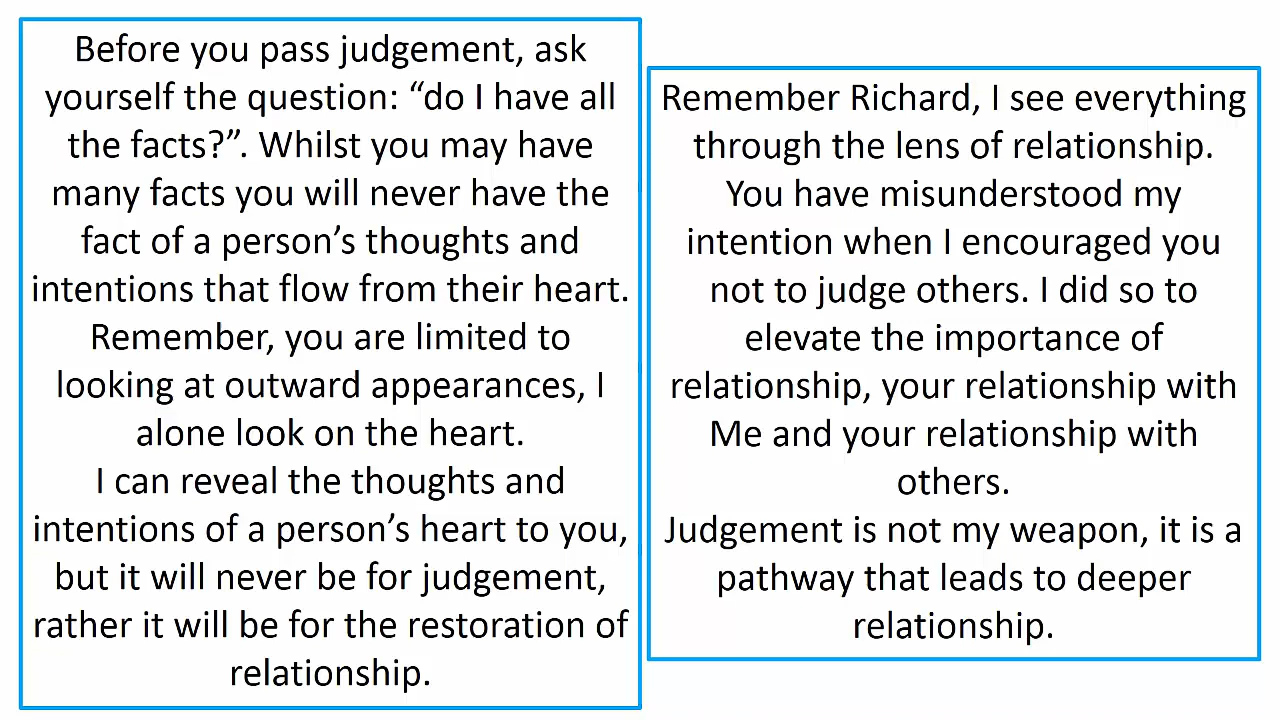 Before you pass judgement, ask
yourself the question: “do I have all
the facts?”. Whilst you may have
many facts you will never have the
fact of a person’s thoughts and
intentions that flow from their heart.
Remember, you are limited to
looking at outward appearances, I
alone look on the heart.
I can reveal the thoughts and
intentions of a person’s heart to you,
but it will never be for judgement,
rather it will be for the restoration of
relationship.
Remember Richard, I see everything
through the lens of relationship.
You have misunderstood my
intention when I encouraged you
not to judge others. I did so to
elevate the importance of
relationship, your relationship with
Me and your relationship with
others.
Judgement is not my weapon, it is a
pathway that leads to deeper
relationship.